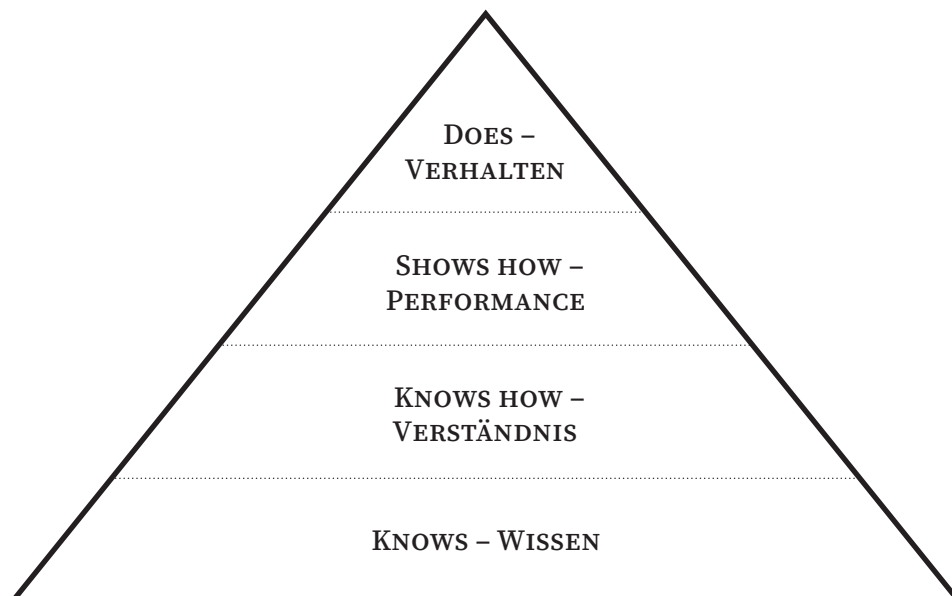 Does –
Verhalten
Shows how –
Performance
Knows how –
Verständnis
Knows – Wissen